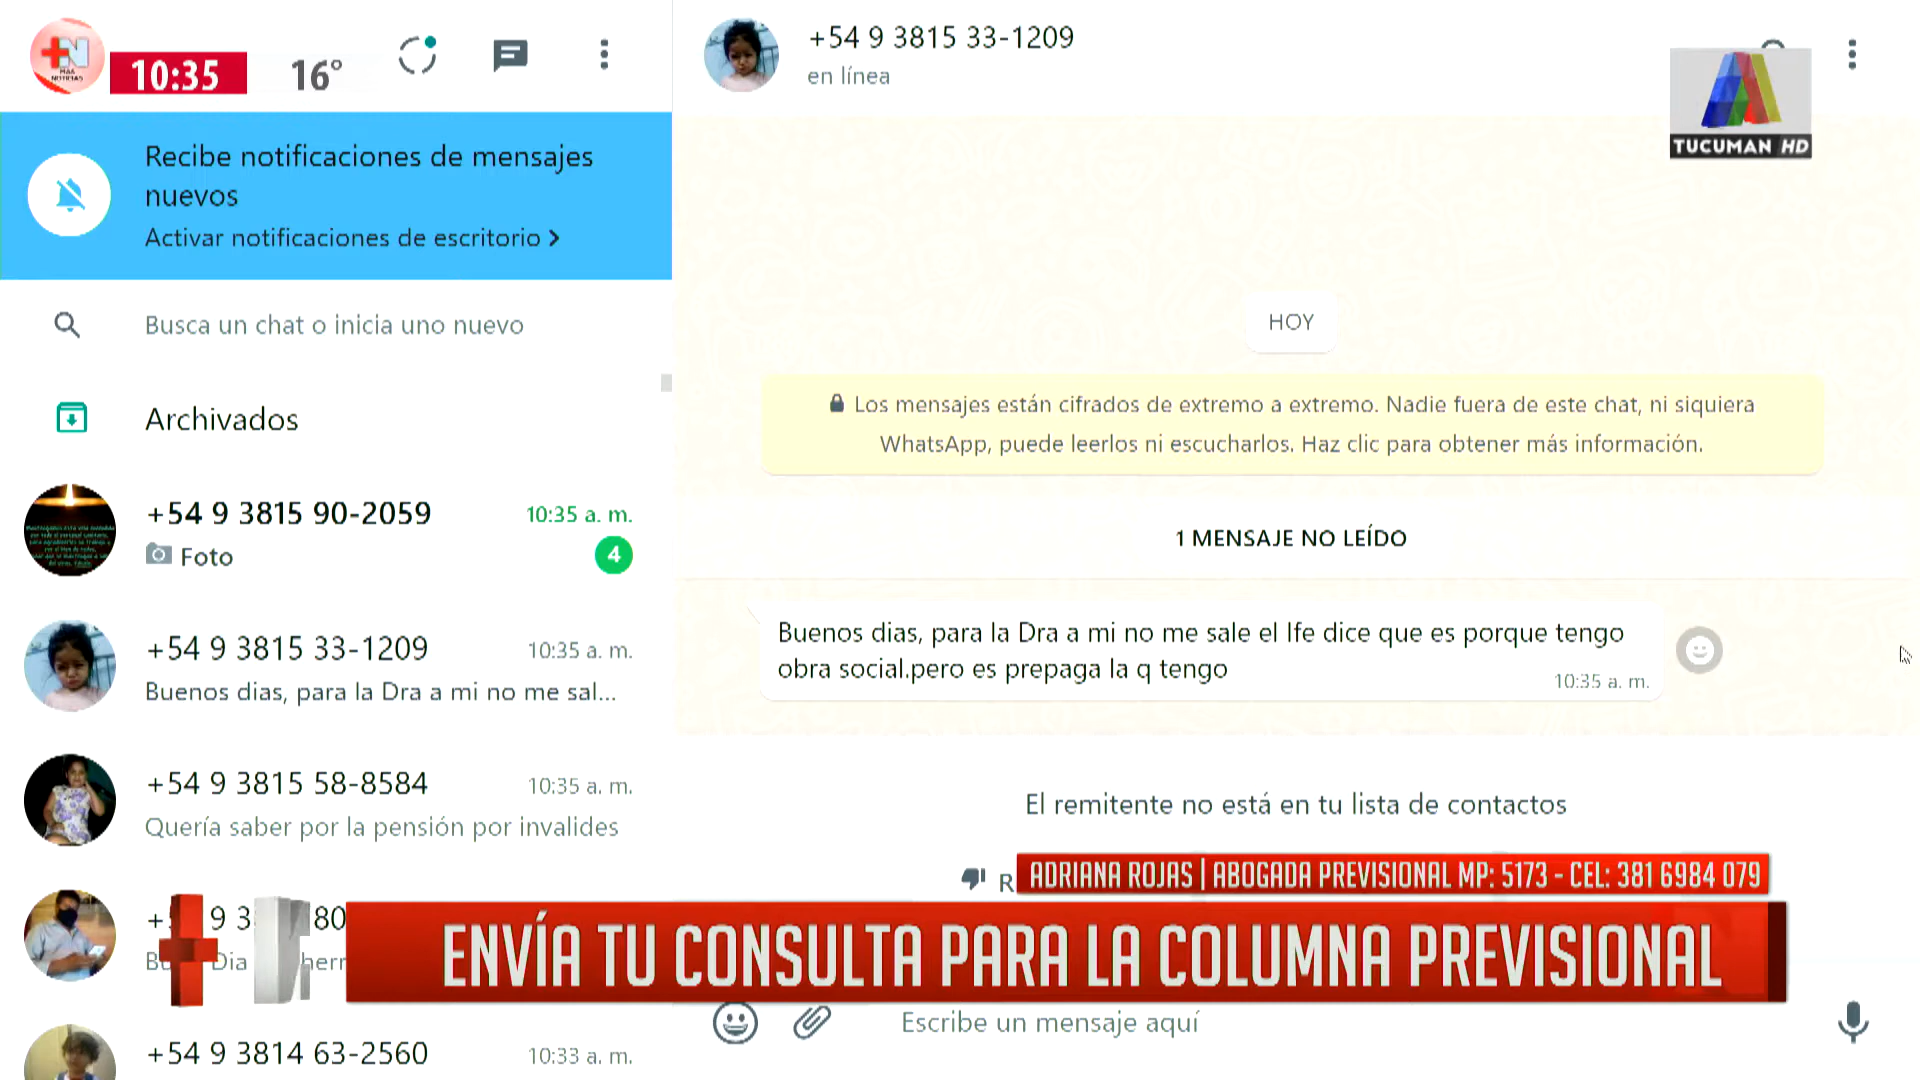 10:35
16°
Recibe notificaciones de mensajes
nuevos
Activar notificaciones de escritorio
Busca un chat o inicia uno nuevo
Archivados
+54 9 3815 90-2059
10:35 a. m.
Foto
4
+54 9 3815 33-1209
10:35 a. m.
Buenos dias, para la Dra a mi no me sal...
+54 9 3815 58-8584
10:35 a. m.
Quería saber por la pensión por invalides
+54 9 3814 63-2560
10:33 a. m.
+54 9 3815 33-1209
en línea
TUCUMAN HD
HOY
Los mensajes están cifrados de extremo a extremo. Nadie fuera de este chat, ni siquiera
WhatsApp, puede leerlos ni escucharlos. Haz clic para obtener más información.
1 MENSAJE NO LEÍDO
Buenos dias, para la Dra a mi no me sale el Ife dice que es porque tengo
obra social.pero es prepaga la q tengo
10:35 a. m.
El remitente no está en tu lista de contactos
ADRIANA ROJAS | ABOGADA PREVISIONAL MP: 5173 - CEL: 381 6984 079
ENVÍA TU CONSULTA PARA LA COLUMNA PREVISIONAL
Escribe un mensaje aquí